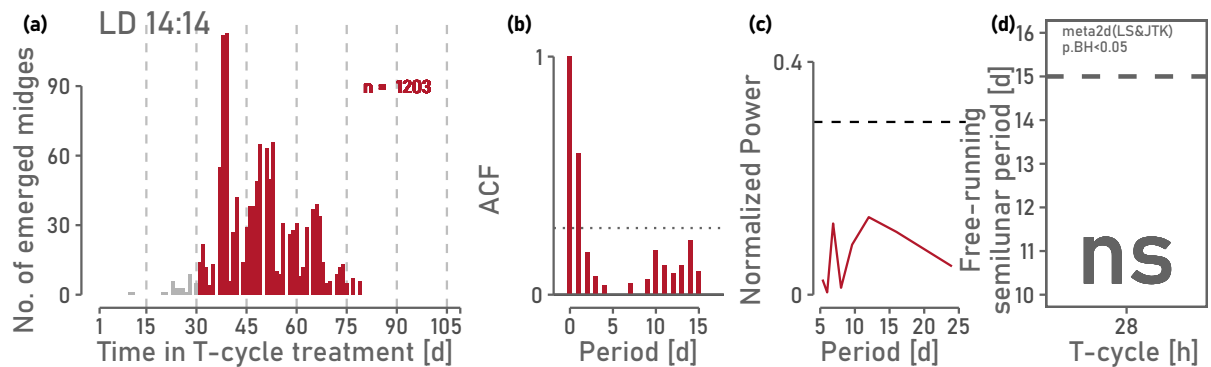 (a)
LD 14:14
No. of emerged midges
90
60
30
0
n = 1203
1 15 30 45 60 75 90 105
Time in T-cycle treatment [d]
(b)
ACF
1
0
0 5 10 15
Period [d]
(c)
Normalized Power
0.4
0
5 10 15 20 25
Period [d]
(d)
Free-running
semilunar period [d]
16
15
14
13
12
11
10
meta2d(LS&JTK)
p.BH<0.05
ns
28
T-cycle [h]